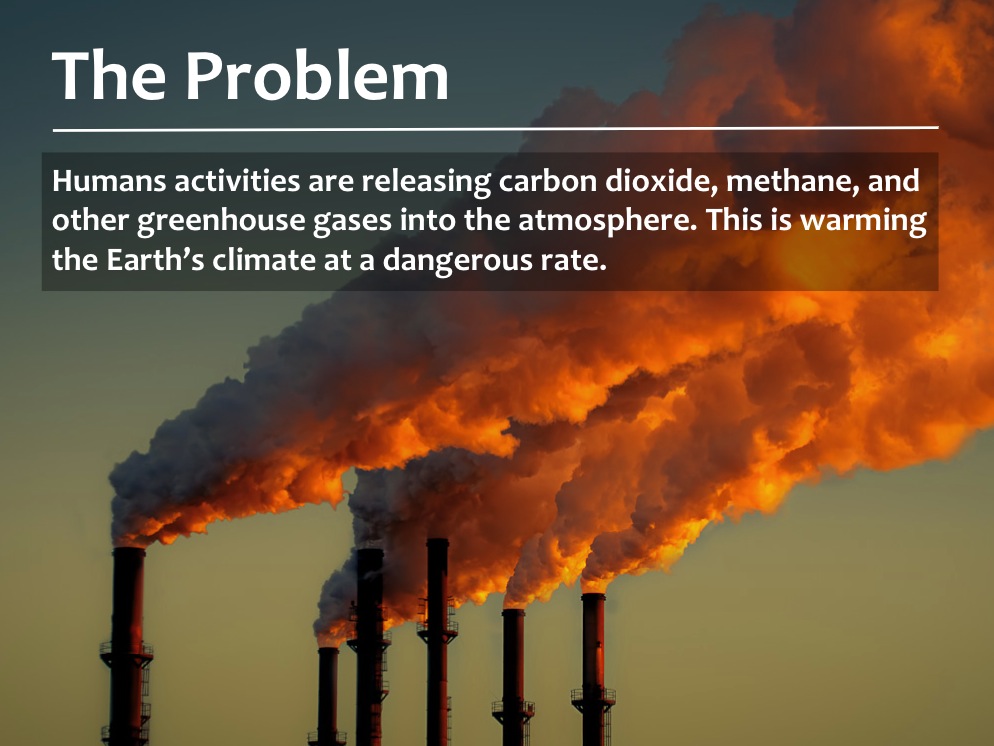 The Problem
Humans activities are releasing carbon dioxide, methane, and
other greenhouse gases into the atmosphere. This is warming
the Earth’s climate at a dangerous rate.